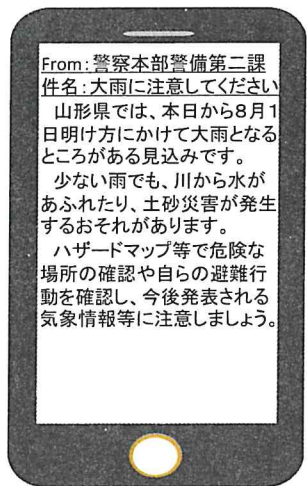 From:警察本部警備第二課
件名:大雨に注意してください
　山形県では、本日から8月1
日明け方にかけて大雨となる
ところがある見込みです。
　少ない雨でも、川から水が
あふれたり、土砂災害が発生
するおそれがあります。
　ハザードマップ等で危険な
場所の確認や自らの避難行
動を確認し、今後発表される
気象情報等に注意しましょう。